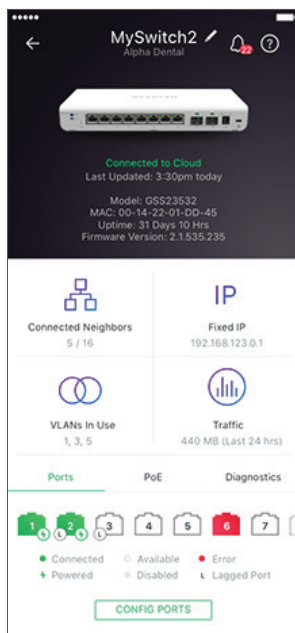 MySwitch2
22
?
Alpha Dental
NETGEAR
Connected to Cloud
Last Updated: 3:30pm today
Model: GSS23532
MAC: 00-14-22-01-DD-45
Uptime: 31 Days 10 Hrs
Firmware Version: 2.1.535.235
IP
Connected Neighbors
Fixed IP
5 / 16
192.168.123.0.1
VLANs In Use
Traffic
1, 3, 5
440 MB (Last 24 hrs)
Ports PoE Diagnostics
1 2 3 4 5 6 7
L L
Connected Available Error
Powered Disabled L Lagged Port
CONFIG PORTS